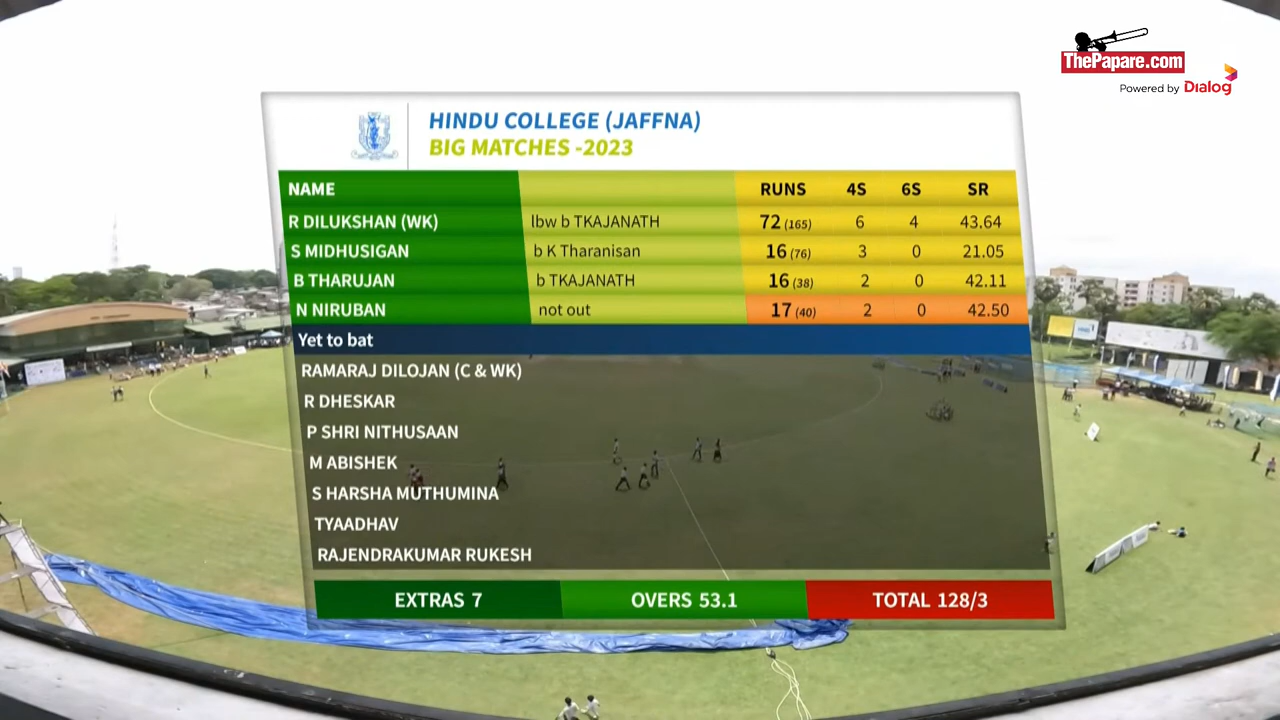 ThePapare.com
Powered by Dialog
HINDU COLLEGE (JAFFNA)
BIG MATCHES -2023
NAME RUNS 4S 6S SR
R DILUKSHAN (WK) lbw b TKAJANATH 72 (165) 6 4 43.64
S MIDHUSIGAN b K Tharanisan 16 (76) 3 0 21.05
B THARUJAN b TKAJANATH 16 (38) 2 0 42.11
N NIRUBAN not out 17 (40) 2 0 42.50
Yet to bat
RAMARAJ DILOJAN (C & WK)
R DHESKAR
P SHRI NITHUSAAN
M ABISHEK
S HARSHA MUTHUMINA
TYAADHAV
RAJENDRAKUMAR RUKESH
EXTRAS 7 OVERS 53.1 TOTAL 128/3